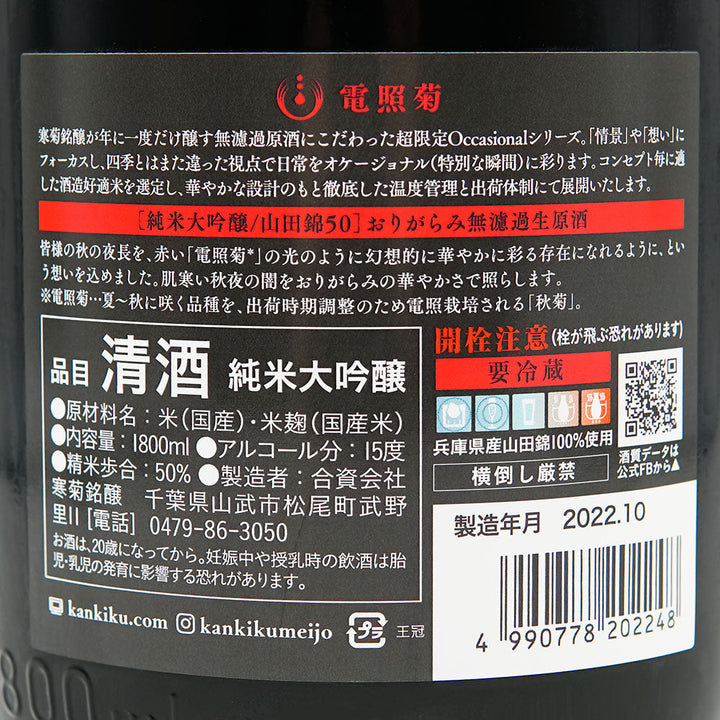 電照菊
寒菊銘醸が年に一度だけ醸す無濾過原酒にこだわった超限定Occasionalシリーズ。「情景」や「想い」に
フォーカスし、四季とはまた違った視点で日常をオケージョナル(特別な瞬間)に彩ります。コンセプト毎に適
した酒造好適米を選定し、華やかな設計のもと徹底した温度管理と出荷体制にて展開いたします。
[純米大吟醸/山田錦50]おりがらみ無濾過生原酒
皆様の秋の夜長を、赤い「電照菊*」の光のように幻想的に華やかに彩る存在になれるように、とい
う想いを込めました。肌寒い秋夜の闇をおりがらみの華やかさで照らします。
※電照菊…夏～秋に咲く品種を、出荷時期調整のため電照栽培される「秋菊」。
品目 清酒 純米大吟醸
●原材料名:米(国産)・米麹(国産米)
●内容量:1800ml ●アルコール分:15度
●精米歩合:50% ●製造者:合資会社
寒菊銘醸 千葉県山武市松尾町武野
里11 [電話] 0479-86-3050
お酒は、20歳になってから。妊娠中や授乳時の飲酒は胎
児・乳児の発育に影響する恐れがあります。
kankiku.com kankikumeijo プラ 王冠
開栓注意(栓が飛ぶ恐れがあります)
要冷蔵
兵庫県産山田錦100%使用
横倒し厳禁
酒質データは
公式FBから▲
製造年月 2022.10
4 990778 202248
800ml